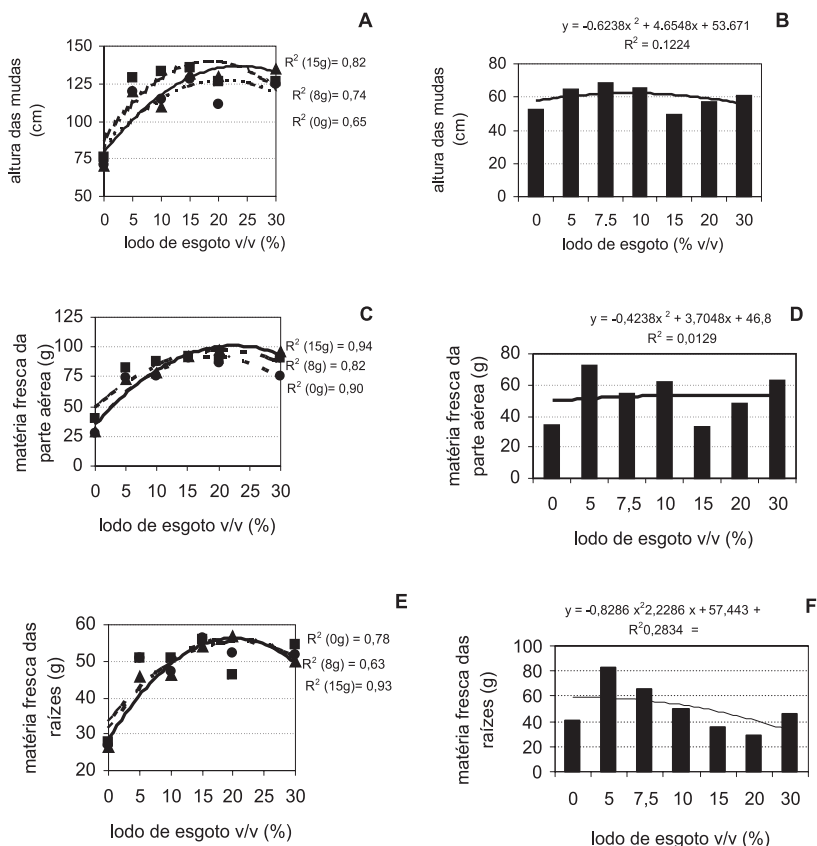 A
150
125
100
75
50
0 5 10 15 20 25 30
altura das mudas
(cm)
lodo de esgoto v/v (%)
R² (15g)= 0,82
R² (8g)= 0,74
R² (0g)= 0,65
B
y = -0.6238x² + 4.6548x + 53.671
R² = 0.1224
80
60
40
20
0
0 5 7.5 10 15 20 30
altura das mudas
(cm)
lodo de esgoto (% v/v)
C
125
100
75
50
25
0
0 5 10 15 20 25 30
matéria fresca da
parte aérea (g)
lodo de esgoto v/v (%)
R² (15g) = 0,94
R² (8g) = 0,82
R² (0g) = 0,90
D
y = -0,4238x² + 3,7048x + 46,8
R² = 0,0129
80
60
40
20
0
0 5 7,5 10 15 20 30
matéria fresca da
parte aérea (g)
lodo de esgoto v/v (%)
E
60
50
40
30
20
0 5 10 15 20 25 30
matéria fresca das
raízes (g)
lodo de esgoto v/v (%)
R² (0g) = 0,78
R² (8g) = 0,63
R² (15g) = 0,93
F
y = -0,8286 x²2,2286 x + 57,443 +
R²0,2834 =
100
80
60
40
20
0
0 5 7,5 10 15 20 30
matéria fresca das
raízes (g)
lodo de esgoto v/v (%)